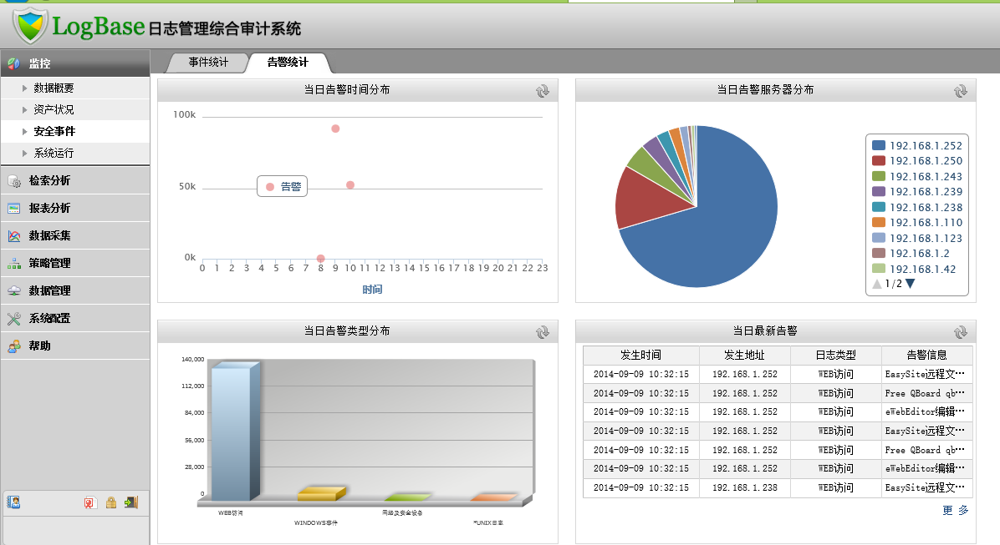 LogBase 日志管理综合审计系统
监控
数据概要
资产状况
安全事件
系统运行
检索分析
报表分析
数据采集
策略管理
数据管理
系统配置
帮助
事件统计 告警统计
当日告警时间分布
100k
50k
0k
告警
0 1 2 3 4 5 6 7 8 9 10 11 12 13 14 15 16 17 18 19 20 21 22 23
时间
当日告警服务器分布
192.168.1.252
192.168.1.250
192.168.1.243
192.168.1.239
192.168.1.238
192.168.1.110
192.168.1.123
192.168.1.2
192.168.1.42
1/2
当日告警类型分布
140,000
112,000
84,000
56,000
28,000
0
WEB访问
WINDOWS事件
网络及安全设备
*UNIX日志
当日最新告警
发生时间 发生地址 日志类型 告警信息
2014-09-09 10:32:15 192.168.1.252 WEB访问 EasySite远程文…
2014-09-09 10:32:15 192.168.1.252 WEB访问 Free QBoard qb…
2014-09-09 10:32:15 192.168.1.252 WEB访问 eWebEditor编辑…
2014-09-09 10:32:15 192.168.1.252 WEB访问 EasySite远程文…
2014-09-09 10:32:15 192.168.1.252 WEB访问 Free QBoard qb…
2014-09-09 10:32:15 192.168.1.252 WEB访问 eWebEditor编辑…
2014-09-09 10:32:15 192.168.1.238 WEB访问 EasySite远程文…
更 多